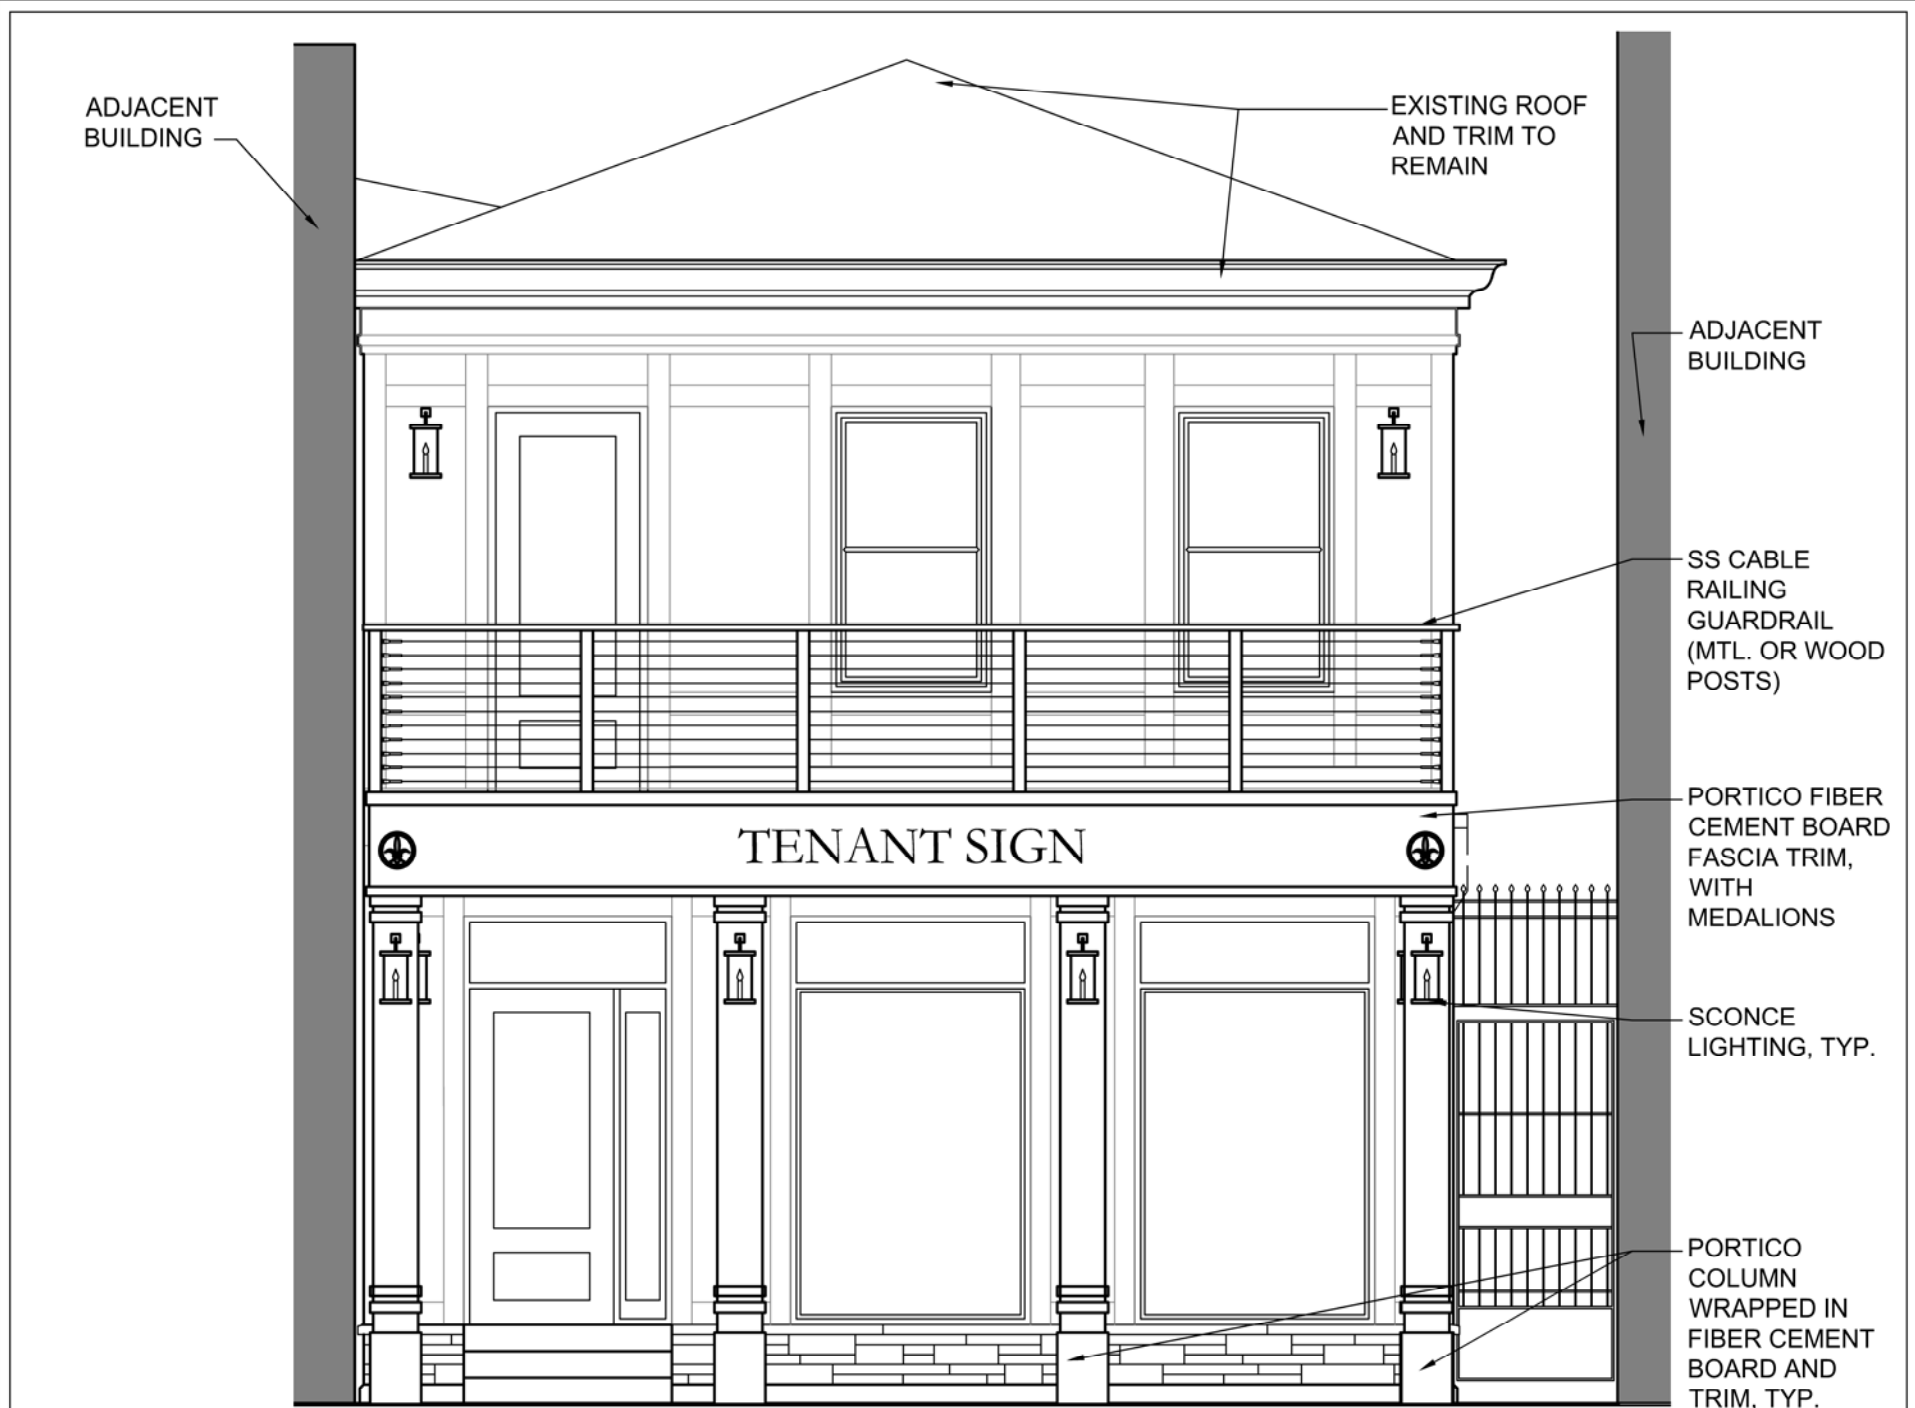 ADJACENT
BUILDING
EXISTING ROOF
AND TRIM TO
REMAIN
ADJACENT
BUILDING
SS CABLE
RAILING
GUARDRAIL
(MTL. OR WOOD
POSTS)
PORTICO FIBER
CEMENT BOARD
FASCIA TRIM,
WITH
MEDALIONS
TENANT SIGN
SCONCE
LIGHTING, TYP.
PORTICO
COLUMN
WRAPPED IN
FIBER CEMENT
BOARD AND
TRIM, TYP.